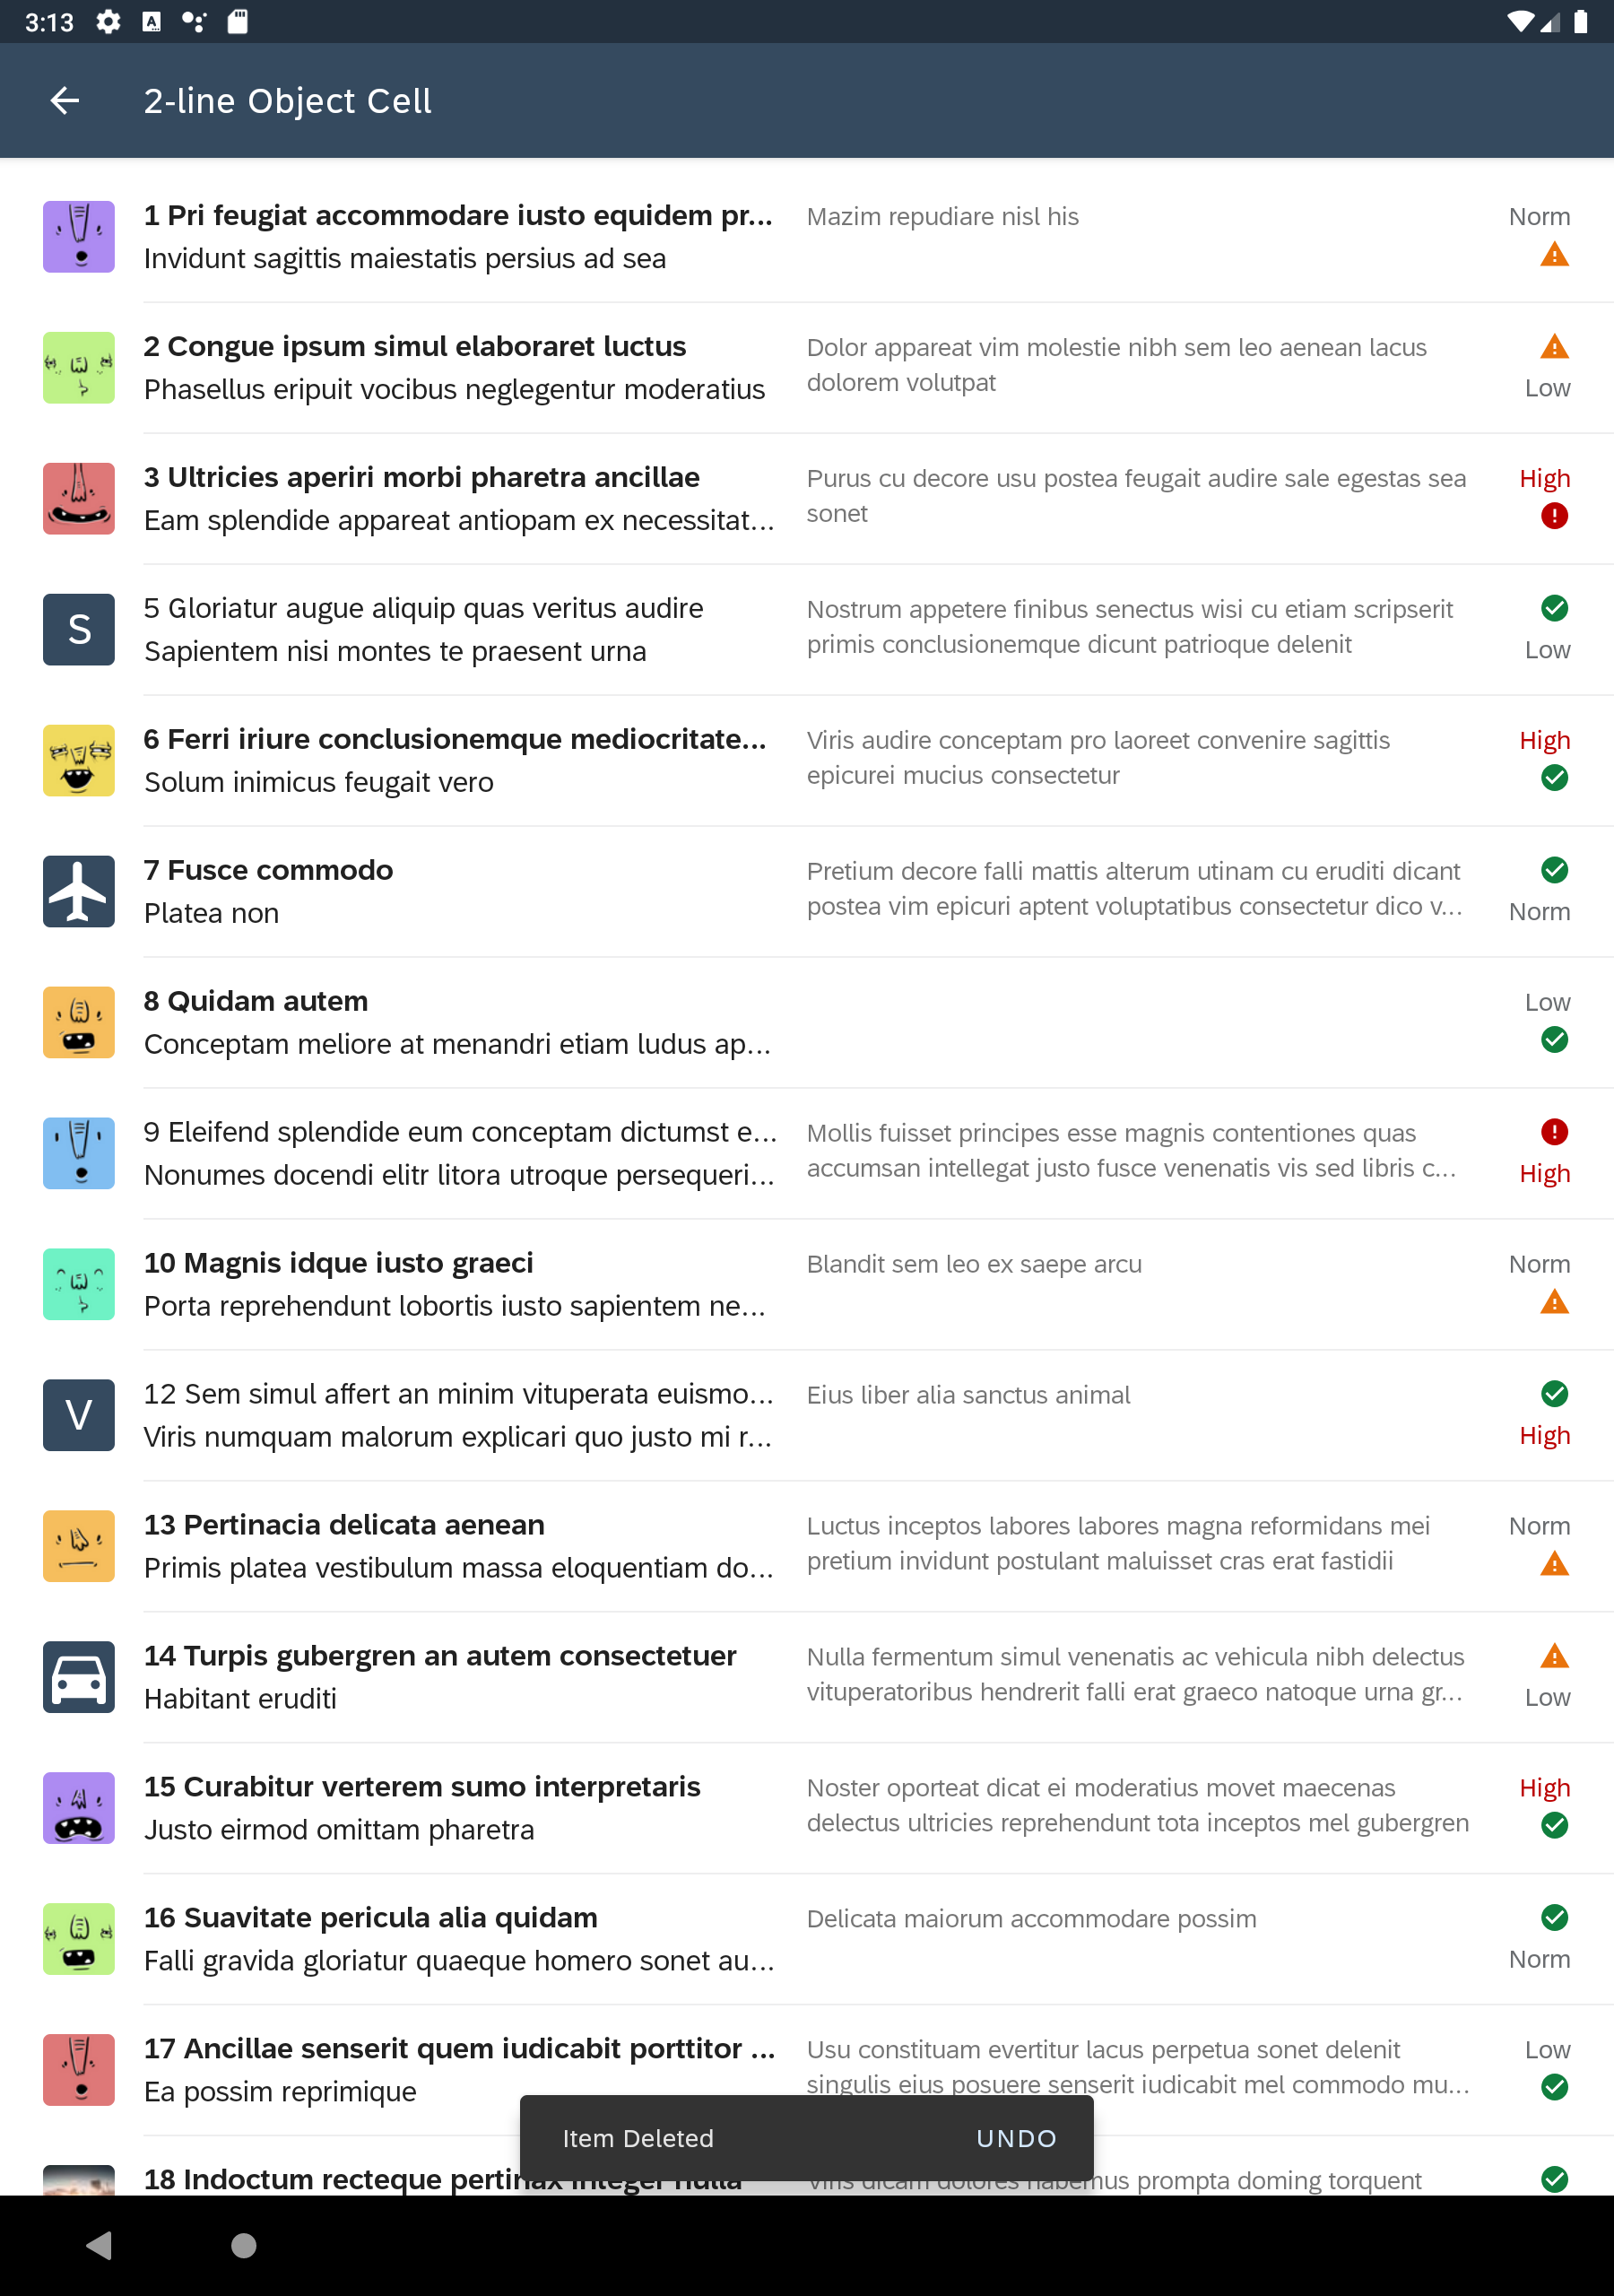 3:13
2-line Object Cell
1 Pri feugiat accommodare iusto equidem pr...
Invidunt sagittis maiestatis persius ad sea
Mazim repudiare nisl his
Norm
2 Congue ipsum simul elaboraret luctus
Phasellus eripuit vocibus neglegentur moderatius
Dolor appareat vim molestie nibh sem leo aenean lacus
dolorem volutpat
Low
3 Ultricies aperiri morbi pharetra ancillae
Eam splendide appareat antiopam ex necessitat...
Purus cu decore usu postea feugait audire sale egestas sea
sonet
High
S
5 Gloriatur augue aliquip quas veritus audire
Sapientem nisi montes te praesent urna
Nostrum appetere finibus senectus wisi cu etiam scripserit
primis conclusionemque dicunt patrioque delenit
Low
6 Ferri iriure conclusionemque mediocritate...
Solum inimicus feugait vero
Viris audire conceptam pro laoreet convenire sagittis
epicurei mucius consectetur
High
7 Fusce commodo
Platea non
Pretium decore falli mattis alterum utinam cu eruditi dicant
postea vim epicuri aptent voluptatibus consectetur dico v...
Norm
8 Quidam autem
Conceptam meliore at menandri etiam ludus ap...
Low
9 Eleifend splendide eum conceptam dictumst e...
Nonumes docendi elitr litora utroque persequeri...
Mollis fuisset principes esse magnis contentiones quas
accumsan intellegat justo fusce venenatis vis sed libris c...
High
10 Magnis idque iusto graeci
Porta reprehendunt lobortis iusto sapientem ne...
Blandit sem leo ex saepe arcu
Norm
V
12 Sem simul affert an minim vituperata euismo...
Viris numquam malorum explicari quo justo mi r...
Eius liber alia sanctus animal
High
13 Pertinacia delicata aenean
Primis platea vestibulum massa eloquentiam do...
Luctus inceptos labores labores magna reformidans mei
pretium invidunt postulant maluisset cras erat fastidii
Norm
14 Turpis gubergren an autem consectetuer
Habitant eruditi
Nulla fermentum simul venenatis ac vehicula nibh delectus
vituperatoribus hendrerit falli erat graeco natoque urna gr...
Low
15 Curabitur verterem sumo interpretaris
Justo eirmod omittam pharetra
Noster oporteat dicat ei moderatius movet maecenas
delectus ultricies reprehendunt tota inceptos mel gubergren
High
16 Suavitate pericula alia quidam
Falli gravida gloriatur quaeque homero sonet au...
Delicata maiorum accommodare possim
Norm
17 Ancillae senserit quem iudicabit porttitor ...
Ea possim reprimique
Usu constituam evertitur lacus perpetua sonet delenit
singulis eius posuere senserit iudicabit mel commodo mu...
Low
Item Deleted
UNDO
18 Indoctum recteque pertinax integer nulla
Viris dicam dolores habemus prompta doming torquent